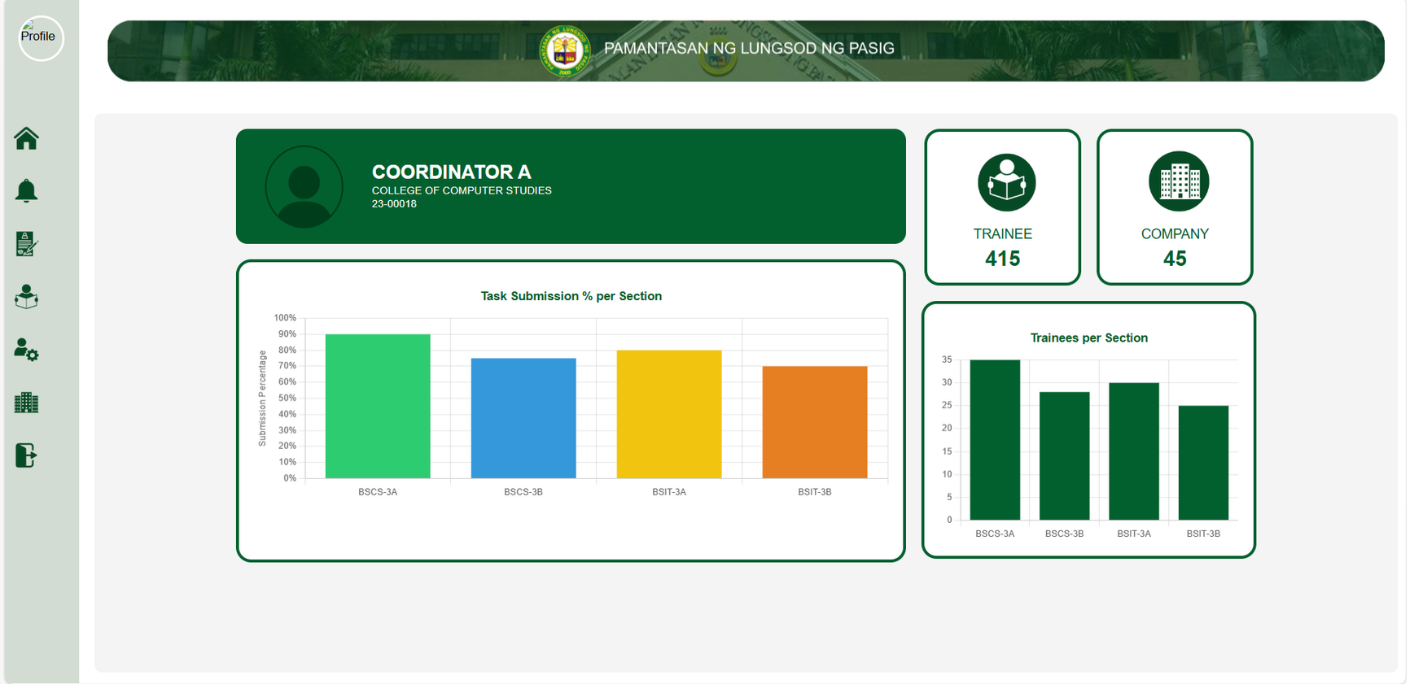 Profile
PAMANTASAN NG LUNGSOD NG PASIG
COORDINATOR A
COLLEGE OF COMPUTER STUDIES
23-00018
TRAINEE
415
COMPANY
45
Task Submission % per Section
Submission Percentage
100%
90%
80%
70%
60%
50%
40%
30%
20%
10%
0%
BSCS-3A
BSCS-3B
BSIT-3A
BSIT-3B
Trainees per Section
35
30
25
20
15
10
5
0
BSCS-3A
BSCS-3B
BSIT-3A
BSIT-3B